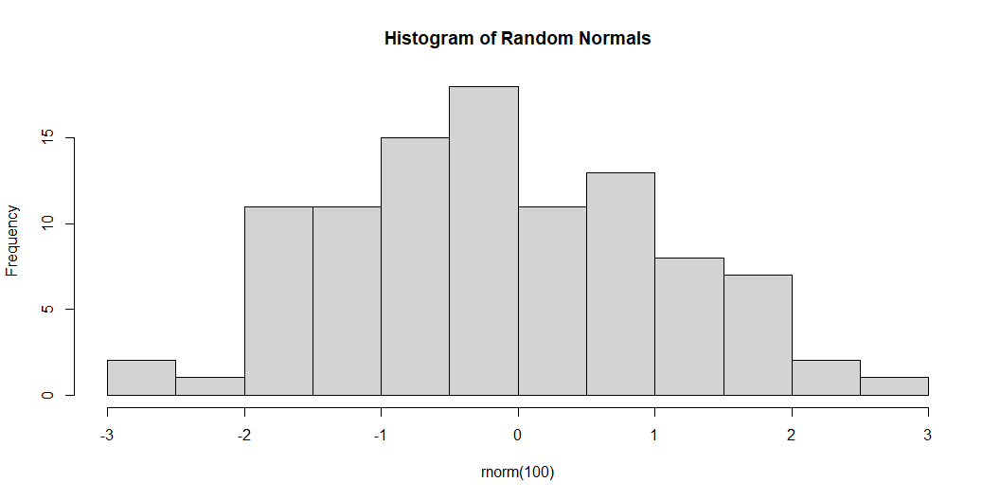 Histogram of Random Normals
Frequency
15
10
5
0
-3 -2 -1 0 1 2 3
rnorm(100)